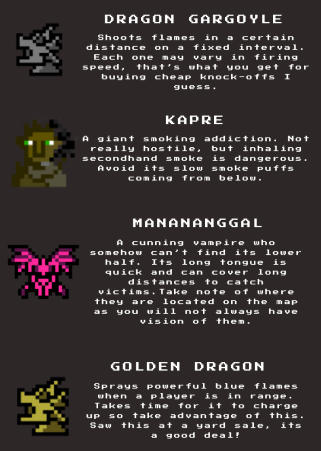 DRAGON GARGOYLE
Shoots flames in a certain
distance on a fixed interval.
Each one may vary in firing
speed, that's what you get for
buying cheap knock-offs I
guess.
KAPRE
A giant smoking addiction. Not
really hostile, but inhaling
secondhand smoke is dangerous.
Avoid its slow smoke puffs
coming from below.
MANANANGGAL
A cunning vampire who
somehow can't find its lower
half. Its long tongue is
quick and can cover long
distances to catch
victims.Take note of where
they are located on the map
as you will not always have
vision of them.
GOLDEN DRAGON
Sprays powerful blue flames
when a player is in range.
Takes time for it to charge
up so take advantage of this.
Saw this at a yard sale, its
a good deal!